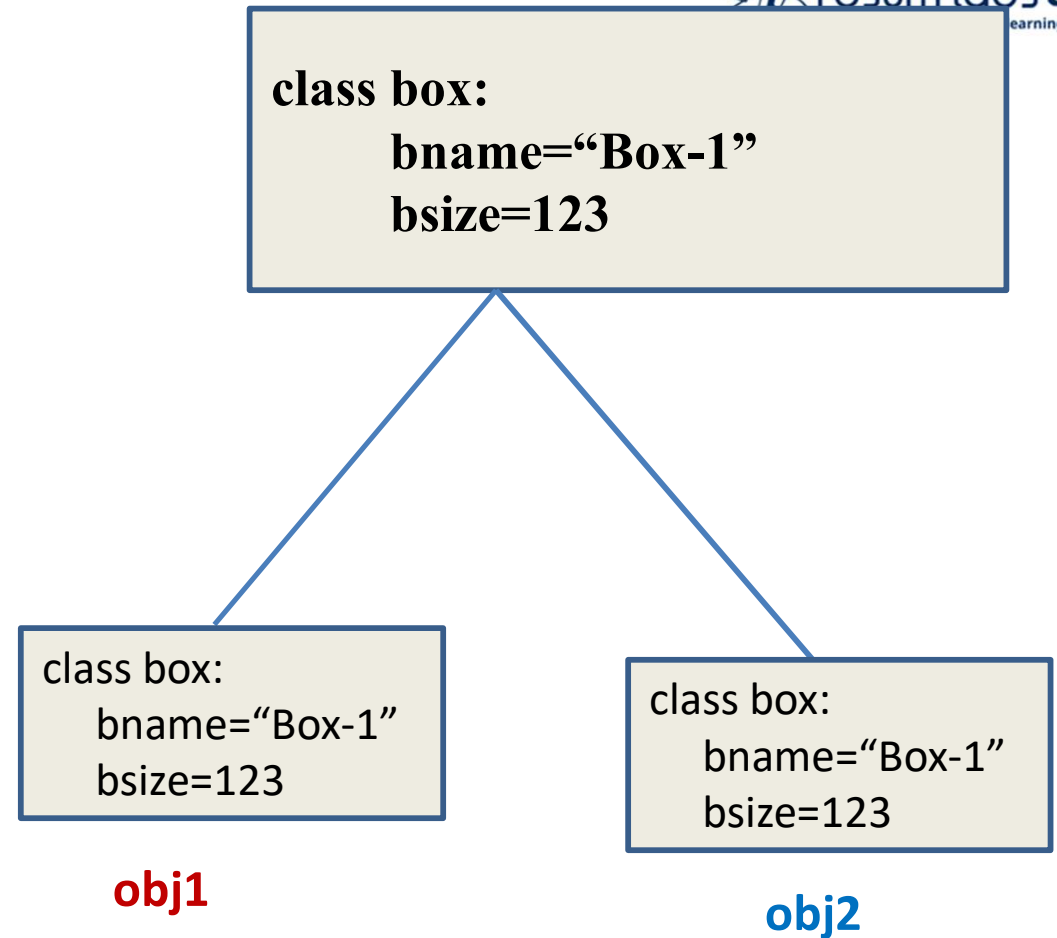 class box:
bname=“Box-1”
bsize=123
class box:
bname=“Box-1”
bsize=123
obj1
class box:
bname=“Box-1”
bsize=123
obj2